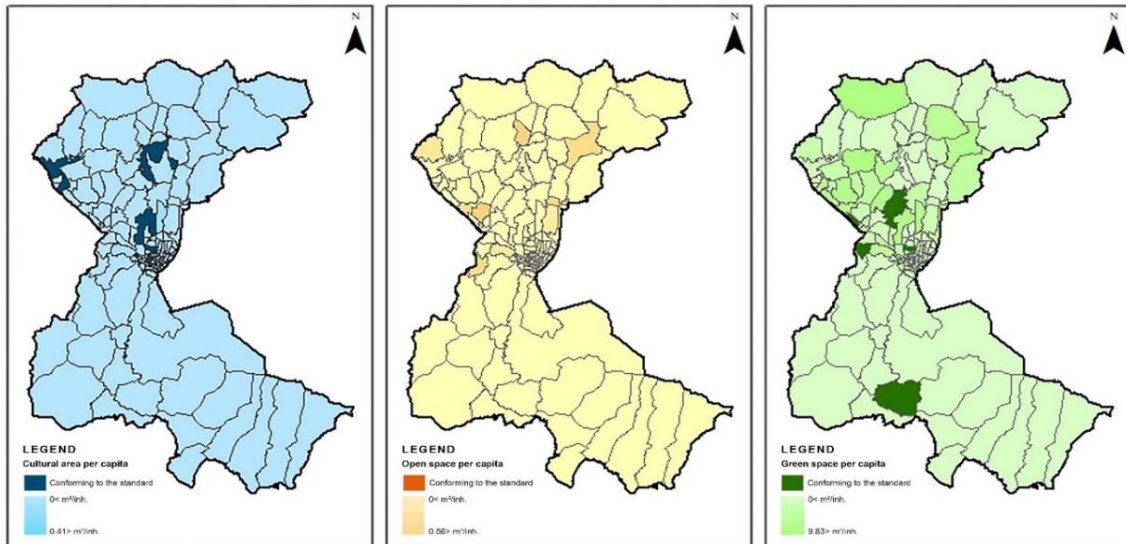 N
LEGEND
Cultural area per capita
Conforming to the standard
0< m²/inh.
0.41> m²/inh.
N
LEGEND
Open space per capita
Conforming to the standard
0< m²/inh.
0.56> m²/inh.
N
LEGEND
Green space per capita
Conforming to the standard
0< m²/inh.
9.83> m²/inh.